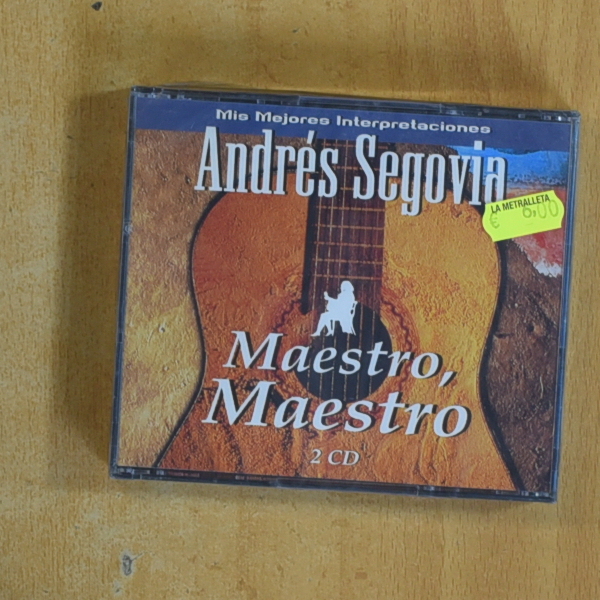 Mis Mejores Interpretaciones
Andrés Segovia
LA METRALLETA
€ 6,00
Maestro,
Maestro
2 CD